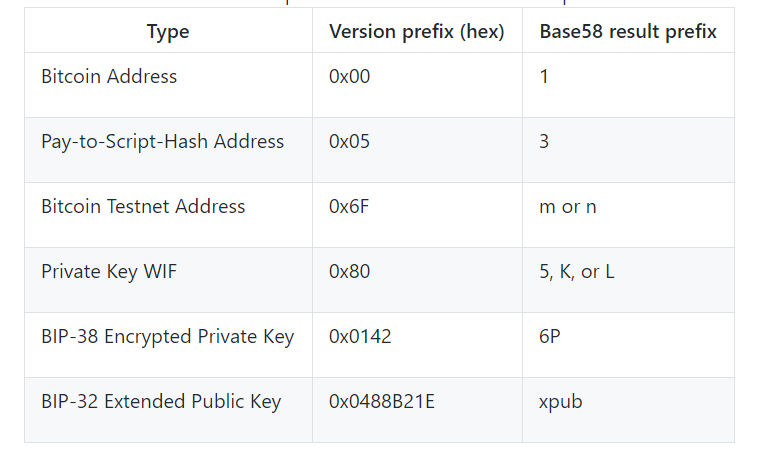 Type Version prefix (hex) Base58 result prefix
Bitcoin Address 0x00 1
Pay-to-Script-Hash Address 0x05 3
Bitcoin Testnet Address 0x6F m or n
Private Key WIF 0x80 5, K, or L
BIP-38 Encrypted Private Key 0x0142 6P
BIP-32 Extended Public Key 0x0488B21E xpub